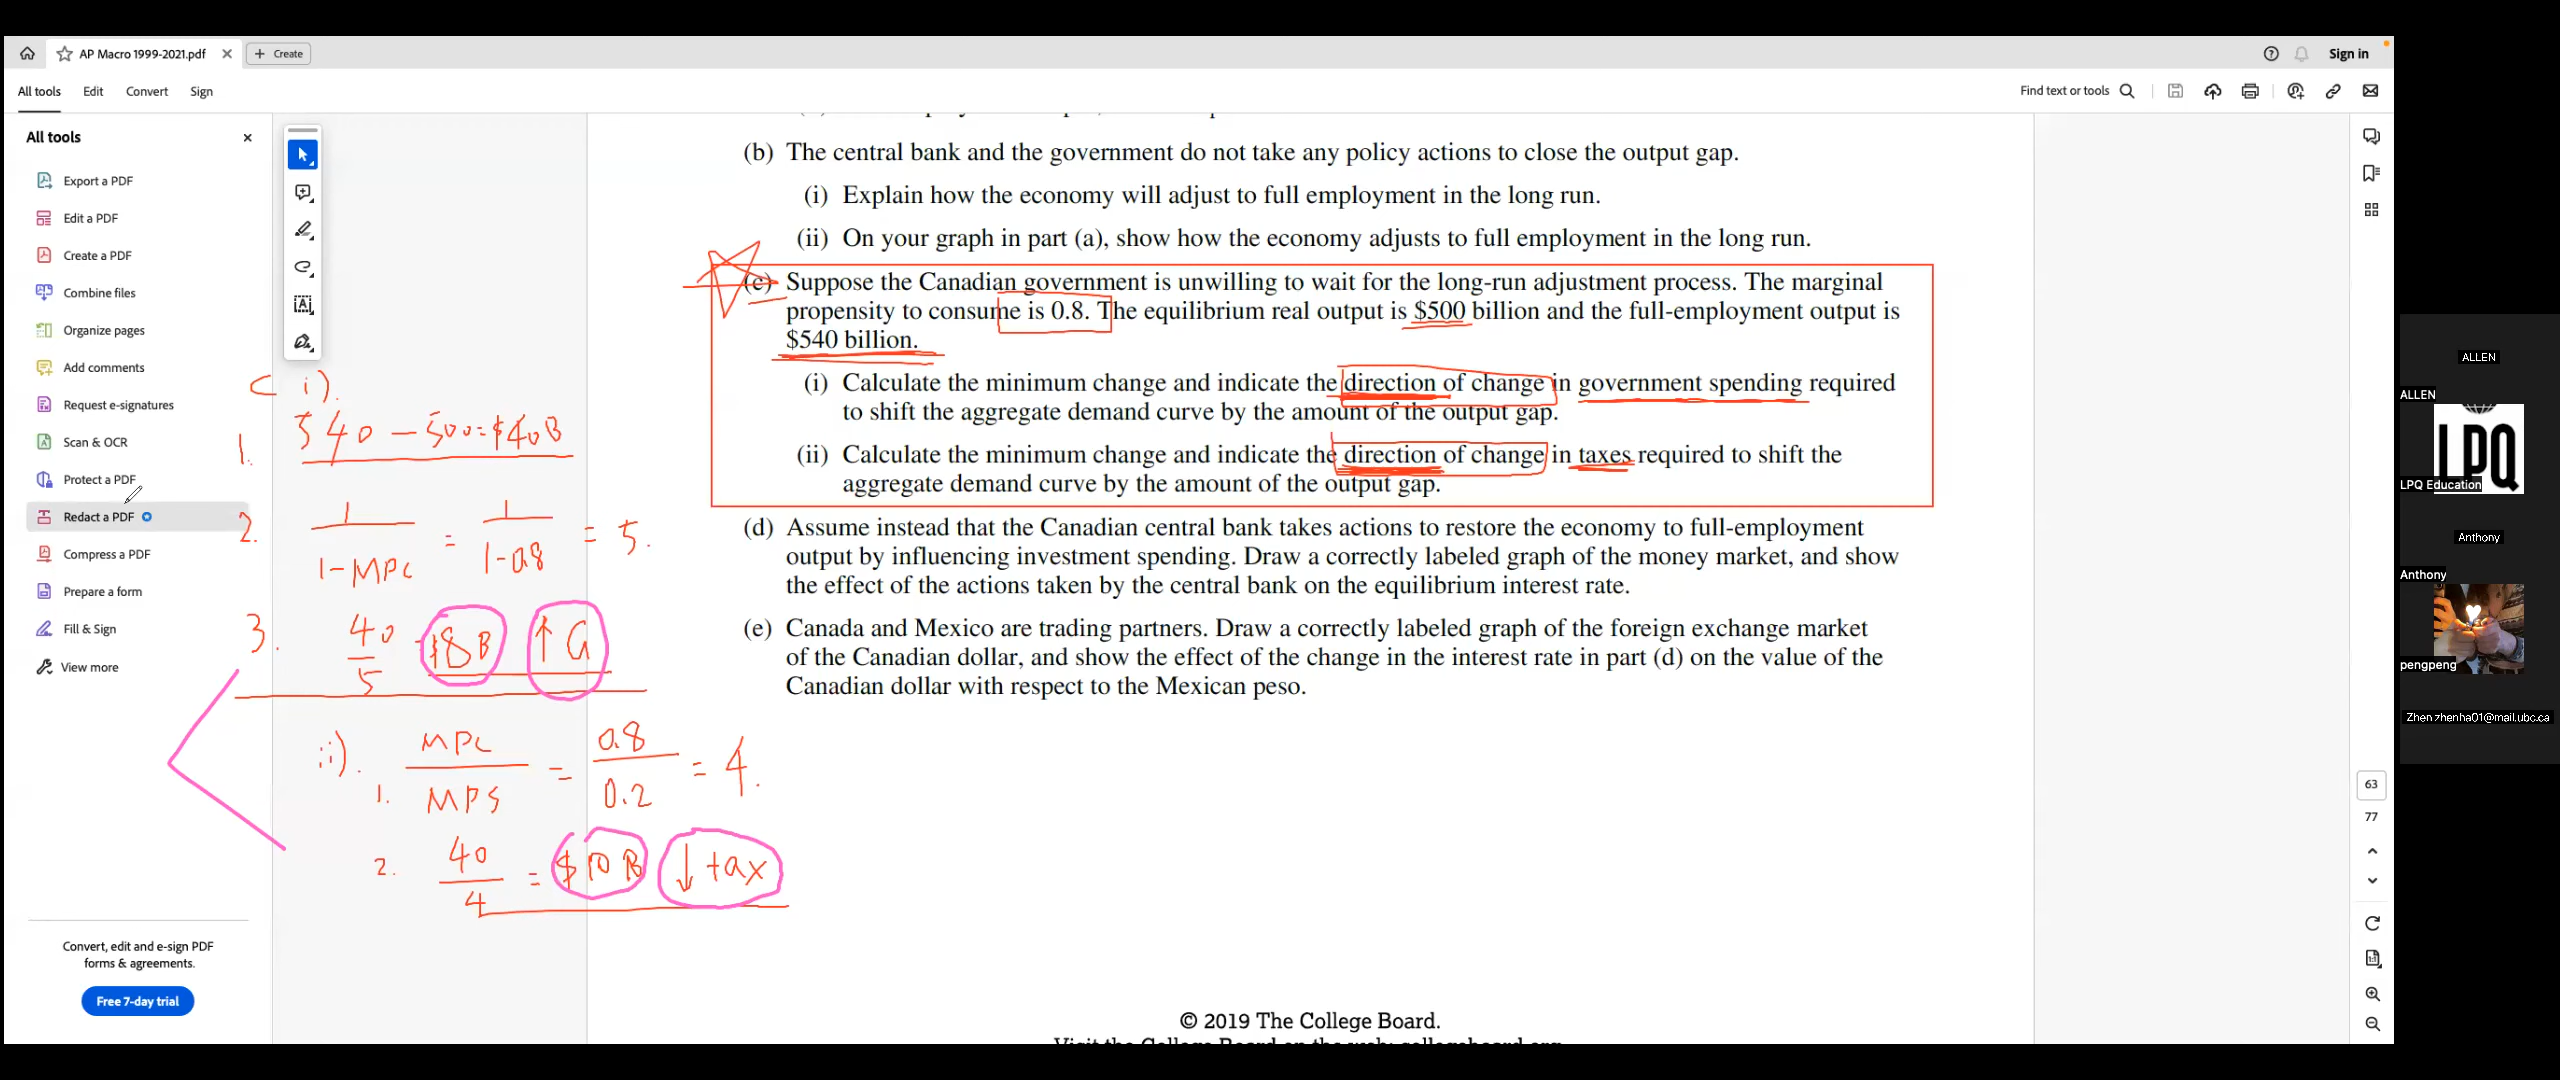 AP Macro 1999-2021.pdf
Create
Sign in
All tools
Edit
Convert
Sign
Find text or tools
All tools
Export a PDF
Edit a PDF
Create a PDF
Combine files
Organize pages
Add comments
Request e-signatures
Scan & OCR
Protect a PDF
Redact a PDF
Compress a PDF
Prepare a form
Fill & Sign
View more
Convert, edit and e-sign PDF
forms & agreements.
Free 7-day trial
(b) The central bank and the government do not take any policy actions to close the output gap.
(i) Explain how the economy will adjust to full employment in the long run.
(ii) On your graph in part (a), show how the economy adjusts to full employment in the long run.
(c) Suppose the Canadian government is unwilling to wait for the long-run adjustment process. The marginal
propensity to consume is 0.8. The equilibrium real output is $500 billion and the full-employment output is
$540 billion.
(i) Calculate the minimum change and indicate the direction of change in government spending required
to shift the aggregate demand curve by the amount of the output gap.
(ii) Calculate the minimum change and indicate the direction of change in taxes required to shift the
aggregate demand curve by the amount of the output gap.
(d) Assume instead that the Canadian central bank takes actions to restore the economy to full-employment
output by influencing investment spending. Draw a correctly labeled graph of the money market, and show
the effect of the actions taken by the central bank on the equilibrium interest rate.
(e) Canada and Mexico are trading partners. Draw a correctly labeled graph of the foreign exchange market
of the Canadian dollar, and show the effect of the change in the interest rate in part (d) on the value of the
Canadian dollar with respect to the Mexican peso.
© 2019 The College Board.
C i).
1. 540 - 500 = $40B
2. 1 / 1-MPC = 1 / 1-0.8 = 5.
3. 40 / 5 = $8B ↑ G
ii).
1. MPC / MPS = 0.8 / 0.2 = 4.
2. 40 / 4 = $10B ↓ tax
63
77
ALLEN
ALLEN
LPQ
LPQ Education
Anthony
Anthony
pengpeng
Zhen zhenha01@mail.ubc.ca